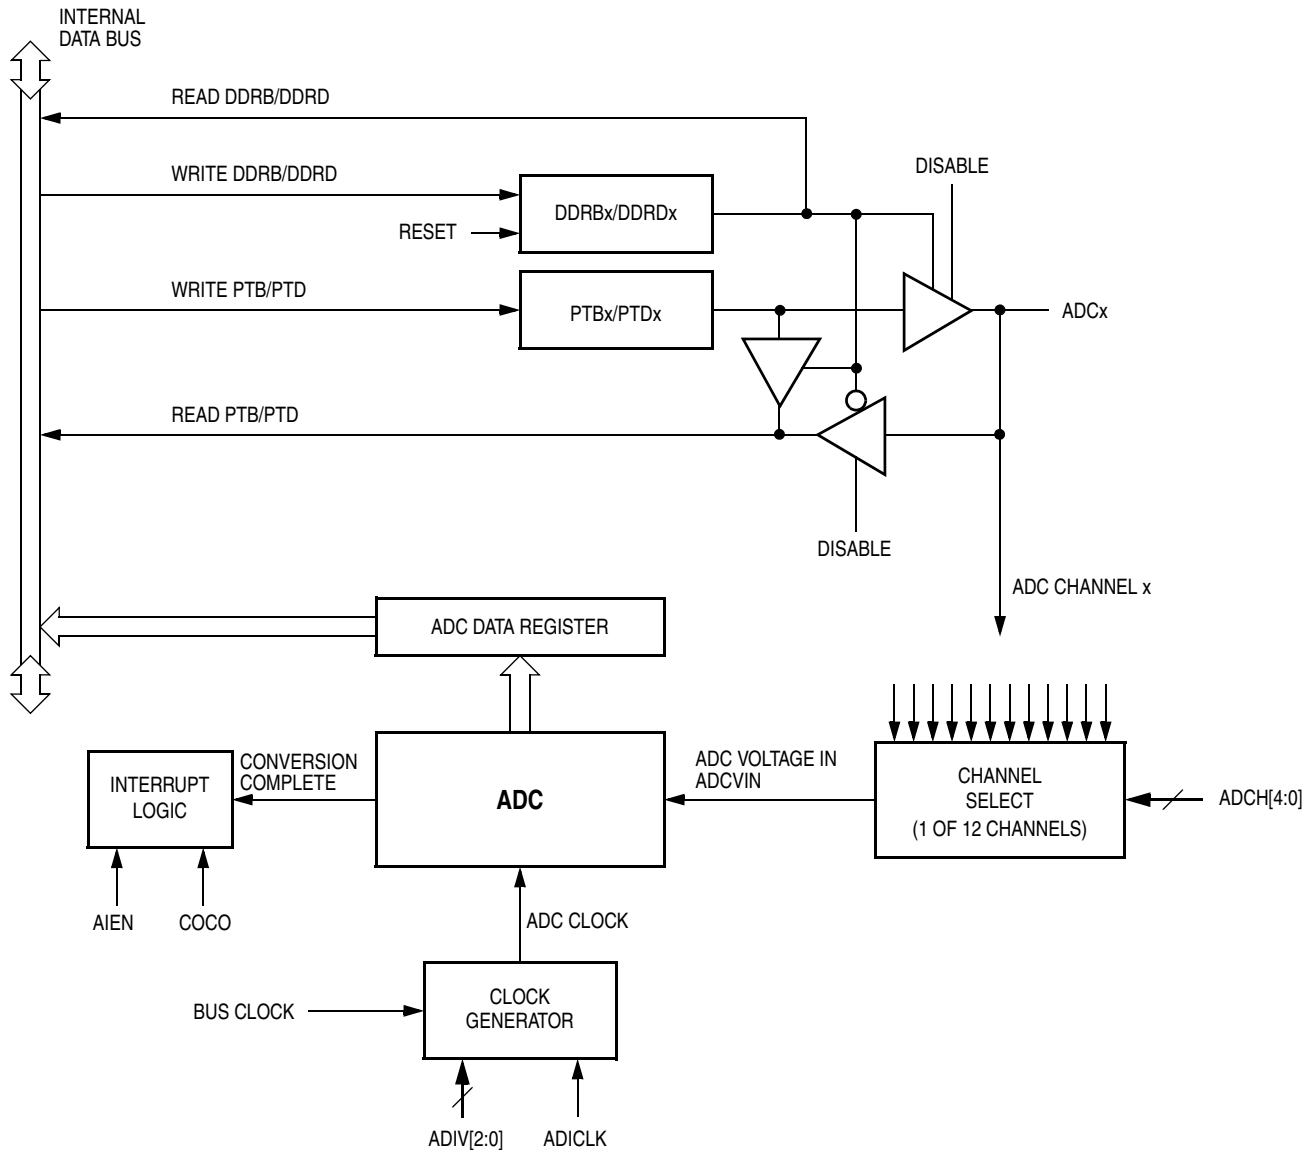 INTERNAL
DATA BUS
READ DDRB/DDRD
WRITE DDRB/DDRD
DISABLE
DDRBx/DDRDx
RESET
WRITE PTB/PTD
PTBx/PTDx
ADCx
READ PTB/PTD
DISABLE
ADC CHANNEL x
ADC DATA REGISTER
INTERRUPT
LOGIC
CONVERSION
COMPLETE
ADC
ADC VOLTAGE IN
ADCVIN
CHANNEL
SELECT
(1 OF 12 CHANNELS)
ADCH[4:0]
AIEN
COCO
ADC CLOCK
BUS CLOCK
CLOCK
GENERATOR
ADIV[2:0]
ADICLK